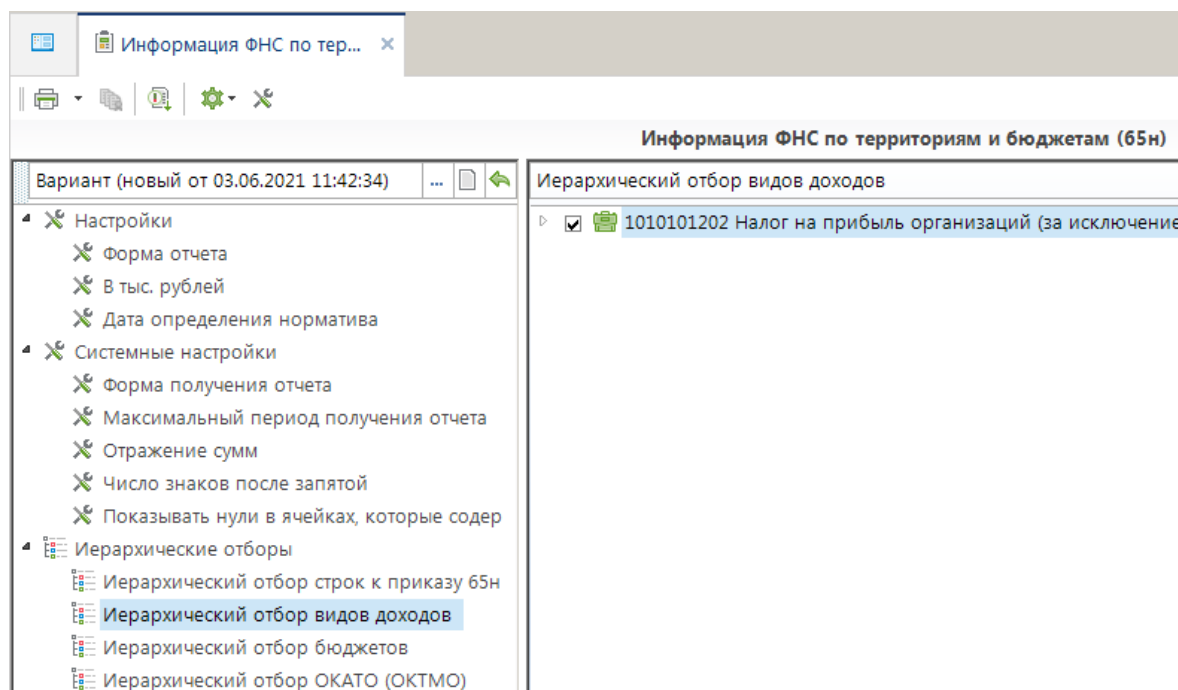 Информация ФНС по тер...
Информация ФНС по территориям и бюджетам (65н)
Вариант (новый от 03.06.2021 11:42:34) ...
Иерархический отбор видов доходов
Настройки
1010101202 Налог на прибыль организаций (за исключение
Форма отчета
В тыс. рублей
Дата определения норматива
Системные настройки
Форма получения отчета
Максимальный период получения отчета
Отражение сумм
Число знаков после запятой
Показывать нули в ячейках, которые содер
Иерархические отборы
Иерархический отбор строк к приказу 65н
Иерархический отбор видов доходов
Иерархический отбор бюджетов
Иерархический отбор ОКАТО (ОКТМО)